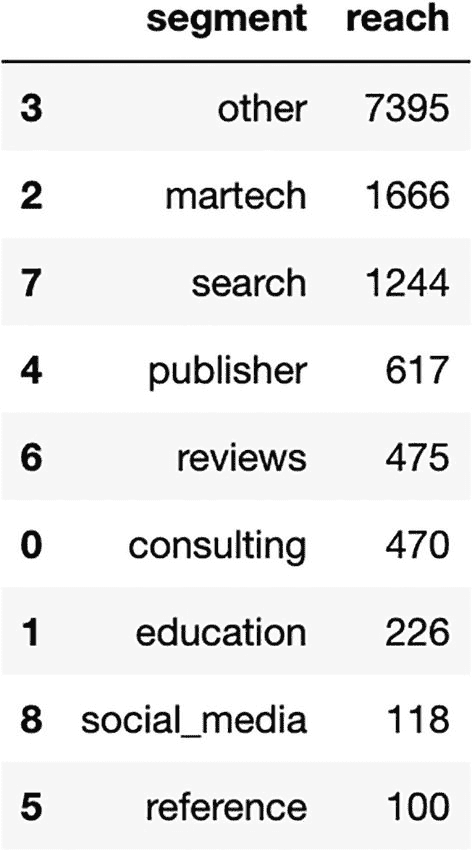 segment reach
3 other 7395
2 martech 1666
7 search 1244
4 publisher 617
6 reviews 475
0 consulting 470
1 education 226
8 social_media 118
5 reference 100